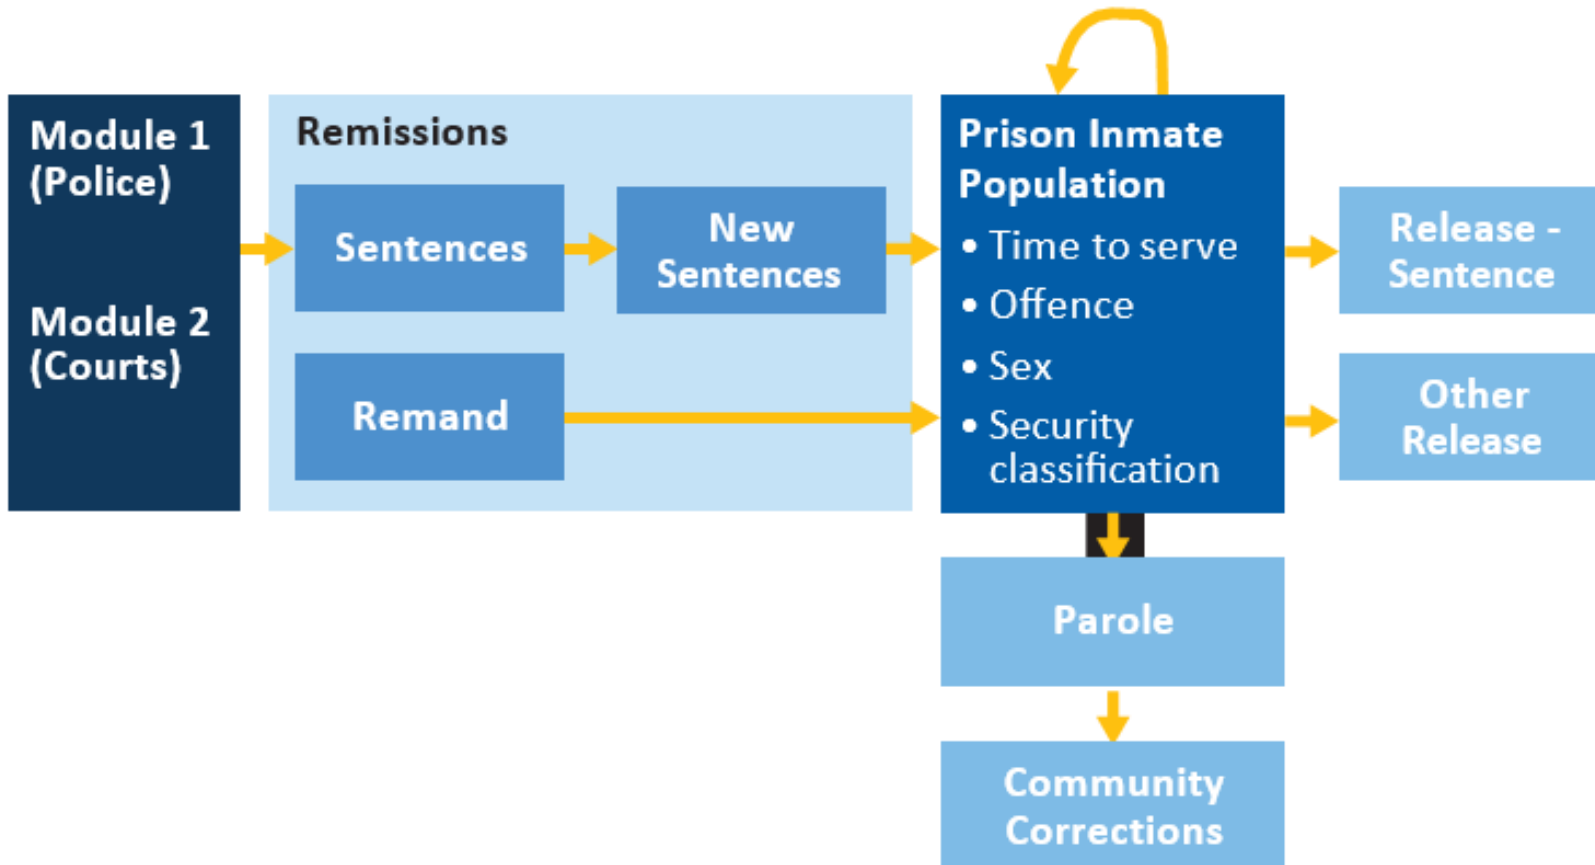 Module 1
(Police)
Module 2
(Courts)
Remissions
Sentences
New
Sentences
Remand
Prison Inmate
Population
• Time to serve
• Offence
• Sex
• Security
classification
Release -
Sentence
Other
Release
Parole
Community
Corrections